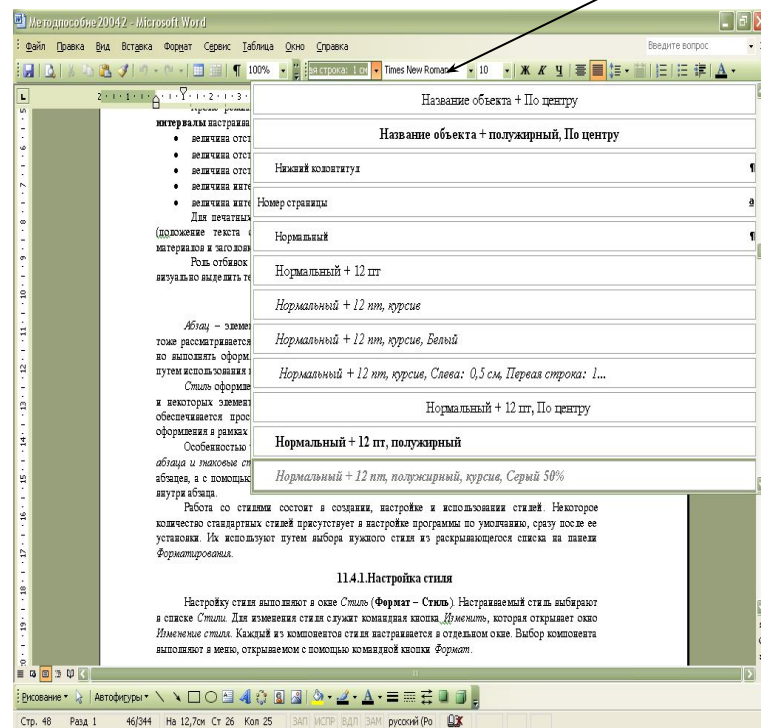 Методпособие 20042 - Microsoft Word
Файл Правка Вид Вставка Формат Сервис Таблица Окно Справка
Введите вопрос
100%
ая строка: 1 см Times New Roman 10 Ж К Ч
2 1 1 2 3
Название объекта + По центру
интервалы настраива
Название объекта + полужирный, По центру
• величина отст
• величина отст
Нижний колонтитул ¶
• величина отст
• величина инте
• величина инте
Номер страницы a
Для печатных
(положение текста
Нормальный ¶
материалов и заголовк
Роль отбивок
Нормальный + 12 пт
визуально выделить те
Нормальный + 12 пт, курсив
Абзац – элемен
тоже рассматривается
Нормальный + 12 пт, курсив, Белый
но выполнять оформл
путем использования
Нормальный + 12 пт, курсив, Слева: 0,5 см, Первая строка: 1...
Стиль оформле
и некоторых элемент
Нормальный + 12 пт, По центру
обеспечивается прос
оформления в рамках
Особенностью
Нормальный + 12 пт, полужирный
абзаца и знаковые ст
абзацев, а с помощью
Нормальный + 12 пт, полужирный, курсив, Серый 50%
внутри абзаца.
Работа со стилями состоит в создании, настройке и использовании стилей. Некоторое
количество стандартных стилей присутствует в настройке программы по умолчанию, сразу после ее
установки. Их используют путем выбора нужного стиля из раскрывающегося списка на панели
Форматирования.
11.4.1.Настройка стиля
Настройку стиля выполняют в окне Стиль (Формат – Стиль). Настраиваемый стиль выбирают
в списке Стили. Для изменения стиля служит командная кнопка Изменить, которая открывает окно
Изменение стиля. Каждый из компонентов стиля настраивается в отдельном окне. Выбор компонента
выполняют в меню, открываемом с помощью командной кнопки Формат.
Рисование Автофигуры
Стр. 48 Разд 1 46/344 На 12,7см Ст 26 Кол 25 ЗАП ИСПР ВДЛ ЗАМ русский (Ро